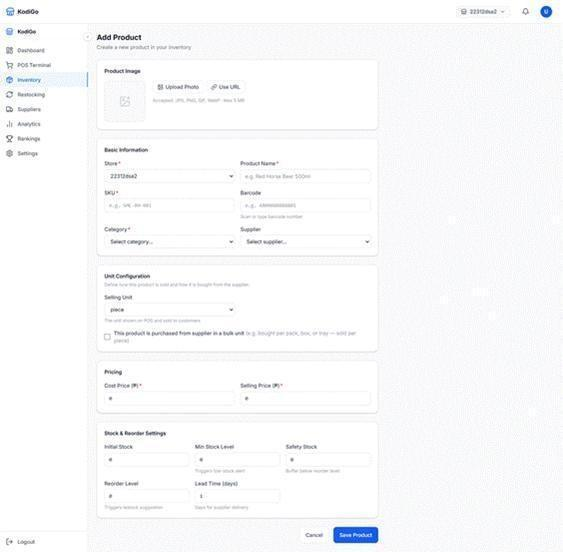 KodiGo
22312dsa2
U
KodiGo
Dashboard
POS Terminal
Inventory
Restocking
Suppliers
Analytics
Rankings
Settings
Logout
Add Product
Create a new product in your inventory
Product Image
Upload Photo
Use URL
Accepted: JPG, PNG, GIF, WebP · Max 5 MB
Basic Information
Store *
Product Name *
22312dsa2
e.g. Red Horse Beer 500ml
SKU *
Barcode
e.g.
e.g.
Scan or type barcode number
Category *
Supplier
Select category...
Select supplier...
Unit Configuration
Define how this product is sold and how it is bought from the supplier.
Selling Unit
piece
The unit shown on POS and sold to customers
This product is purchased from supplier in a bulk unit (e.g. bought per pack, box, or tray — sold per
piece)
Pricing
Cost Price (₱) *
Selling Price (₱) *
0
0
Stock & Reorder Settings
Initial Stock
Min Stock Level
Safety Stock
0
0
0
Triggers low-stock alert
Buffer below reorder level
Reorder Level
Lead Time (days)
0
1
Triggers restock suggestion
Days for supplier delivery
Cancel
Save Product